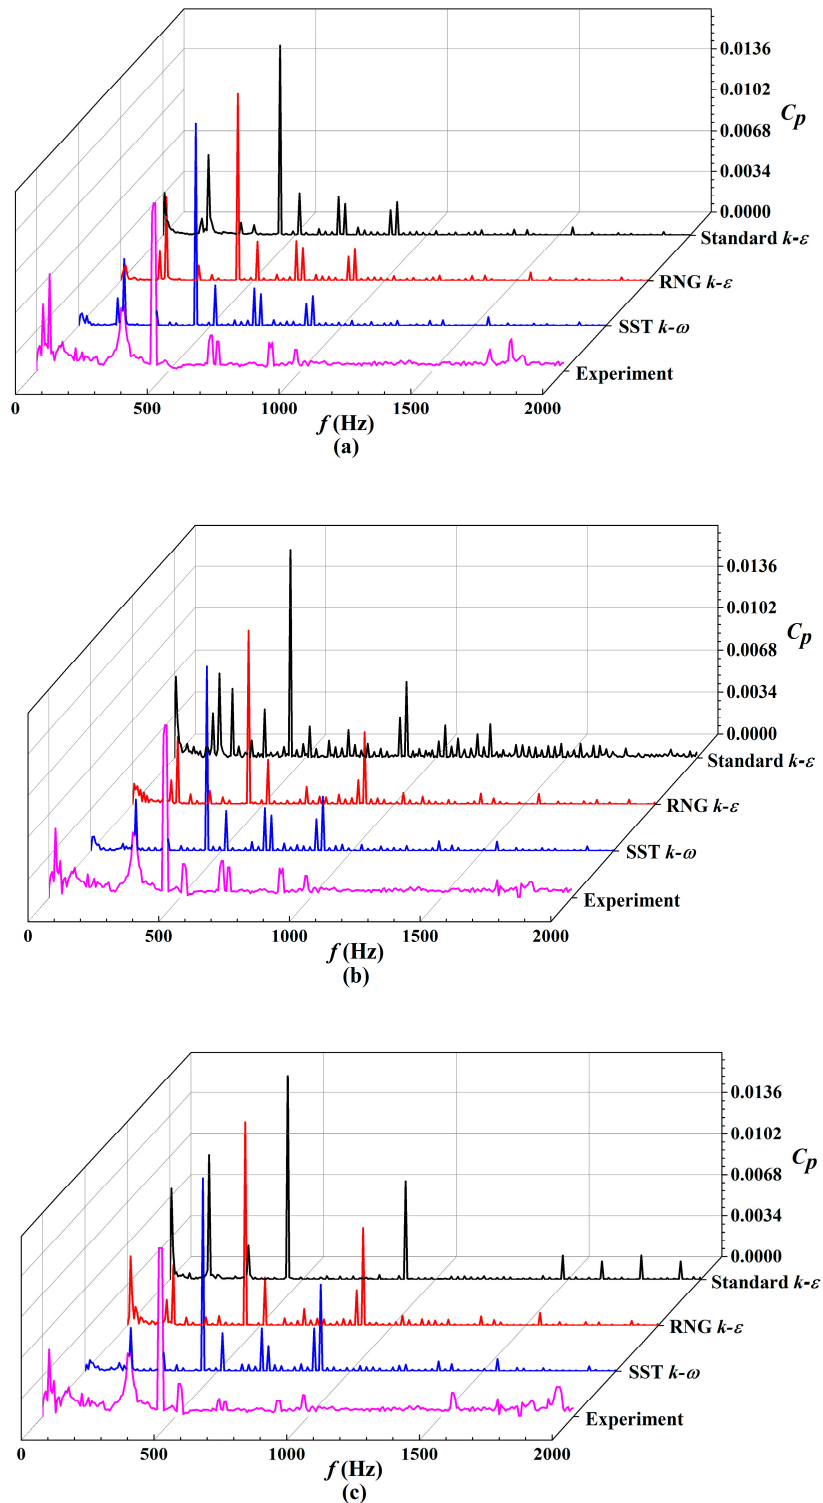 0.0136
0.0102
Cp
0.0068
0.0034
0.0000
Standard k-ε
RNG k-ε
SST k-ω
Experiment
0 500 1000 1500 2000
f (Hz)
(a)
0.0136
0.0102
Cp
0.0068
0.0034
0.0000
Standard k-ε
RNG k-ε
SST k-ω
Experiment
0 500 1000 1500 2000
f (Hz)
(b)
0.0136
0.0102
Cp
0.0068
0.0034
0.0000
Standard k-ε
RNG k-ε
SST k-ω
Experiment
0 500 1000 1500 2000
f (Hz)
(c)